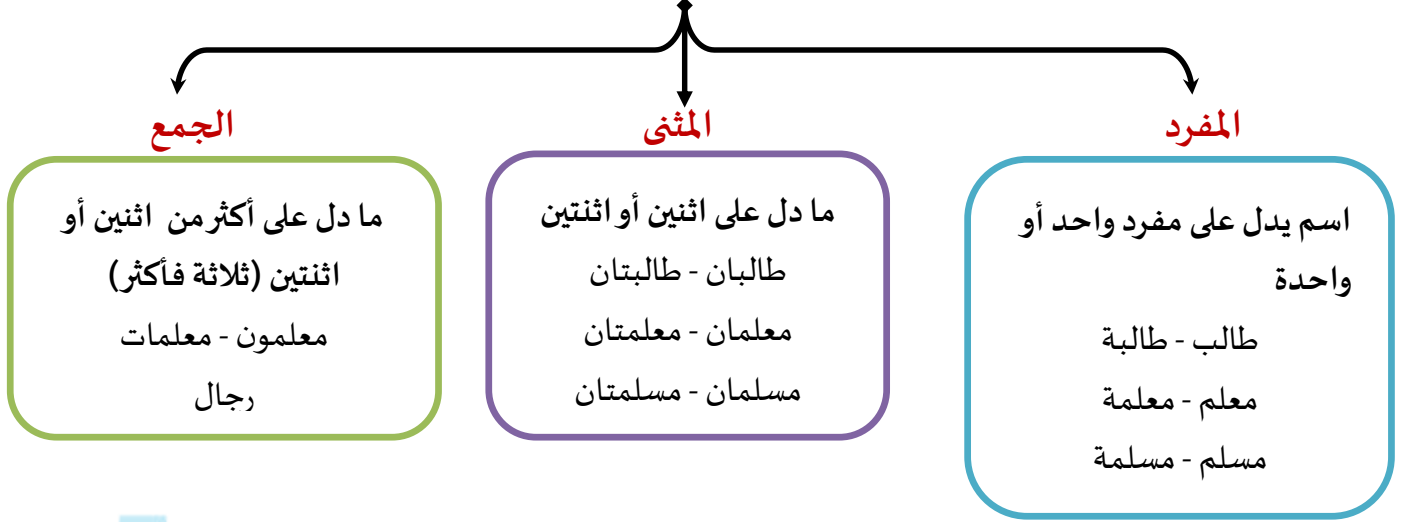 المفرد
اسم يدل على مفرد واحد أو
واحدة
طالب - طالبة
معلم - معلمة
مسلم - مسلمة
المثنى
ما دل على اثنين أو اثنتين
طالبان - طالبتان
معلمان - معلمتان
مسلمان - مسلمتان
الجمع
ما دل على أكثر من اثنين أو
اثنتين (ثلاثة فأكثر)
معلمون - معلمات
رجال